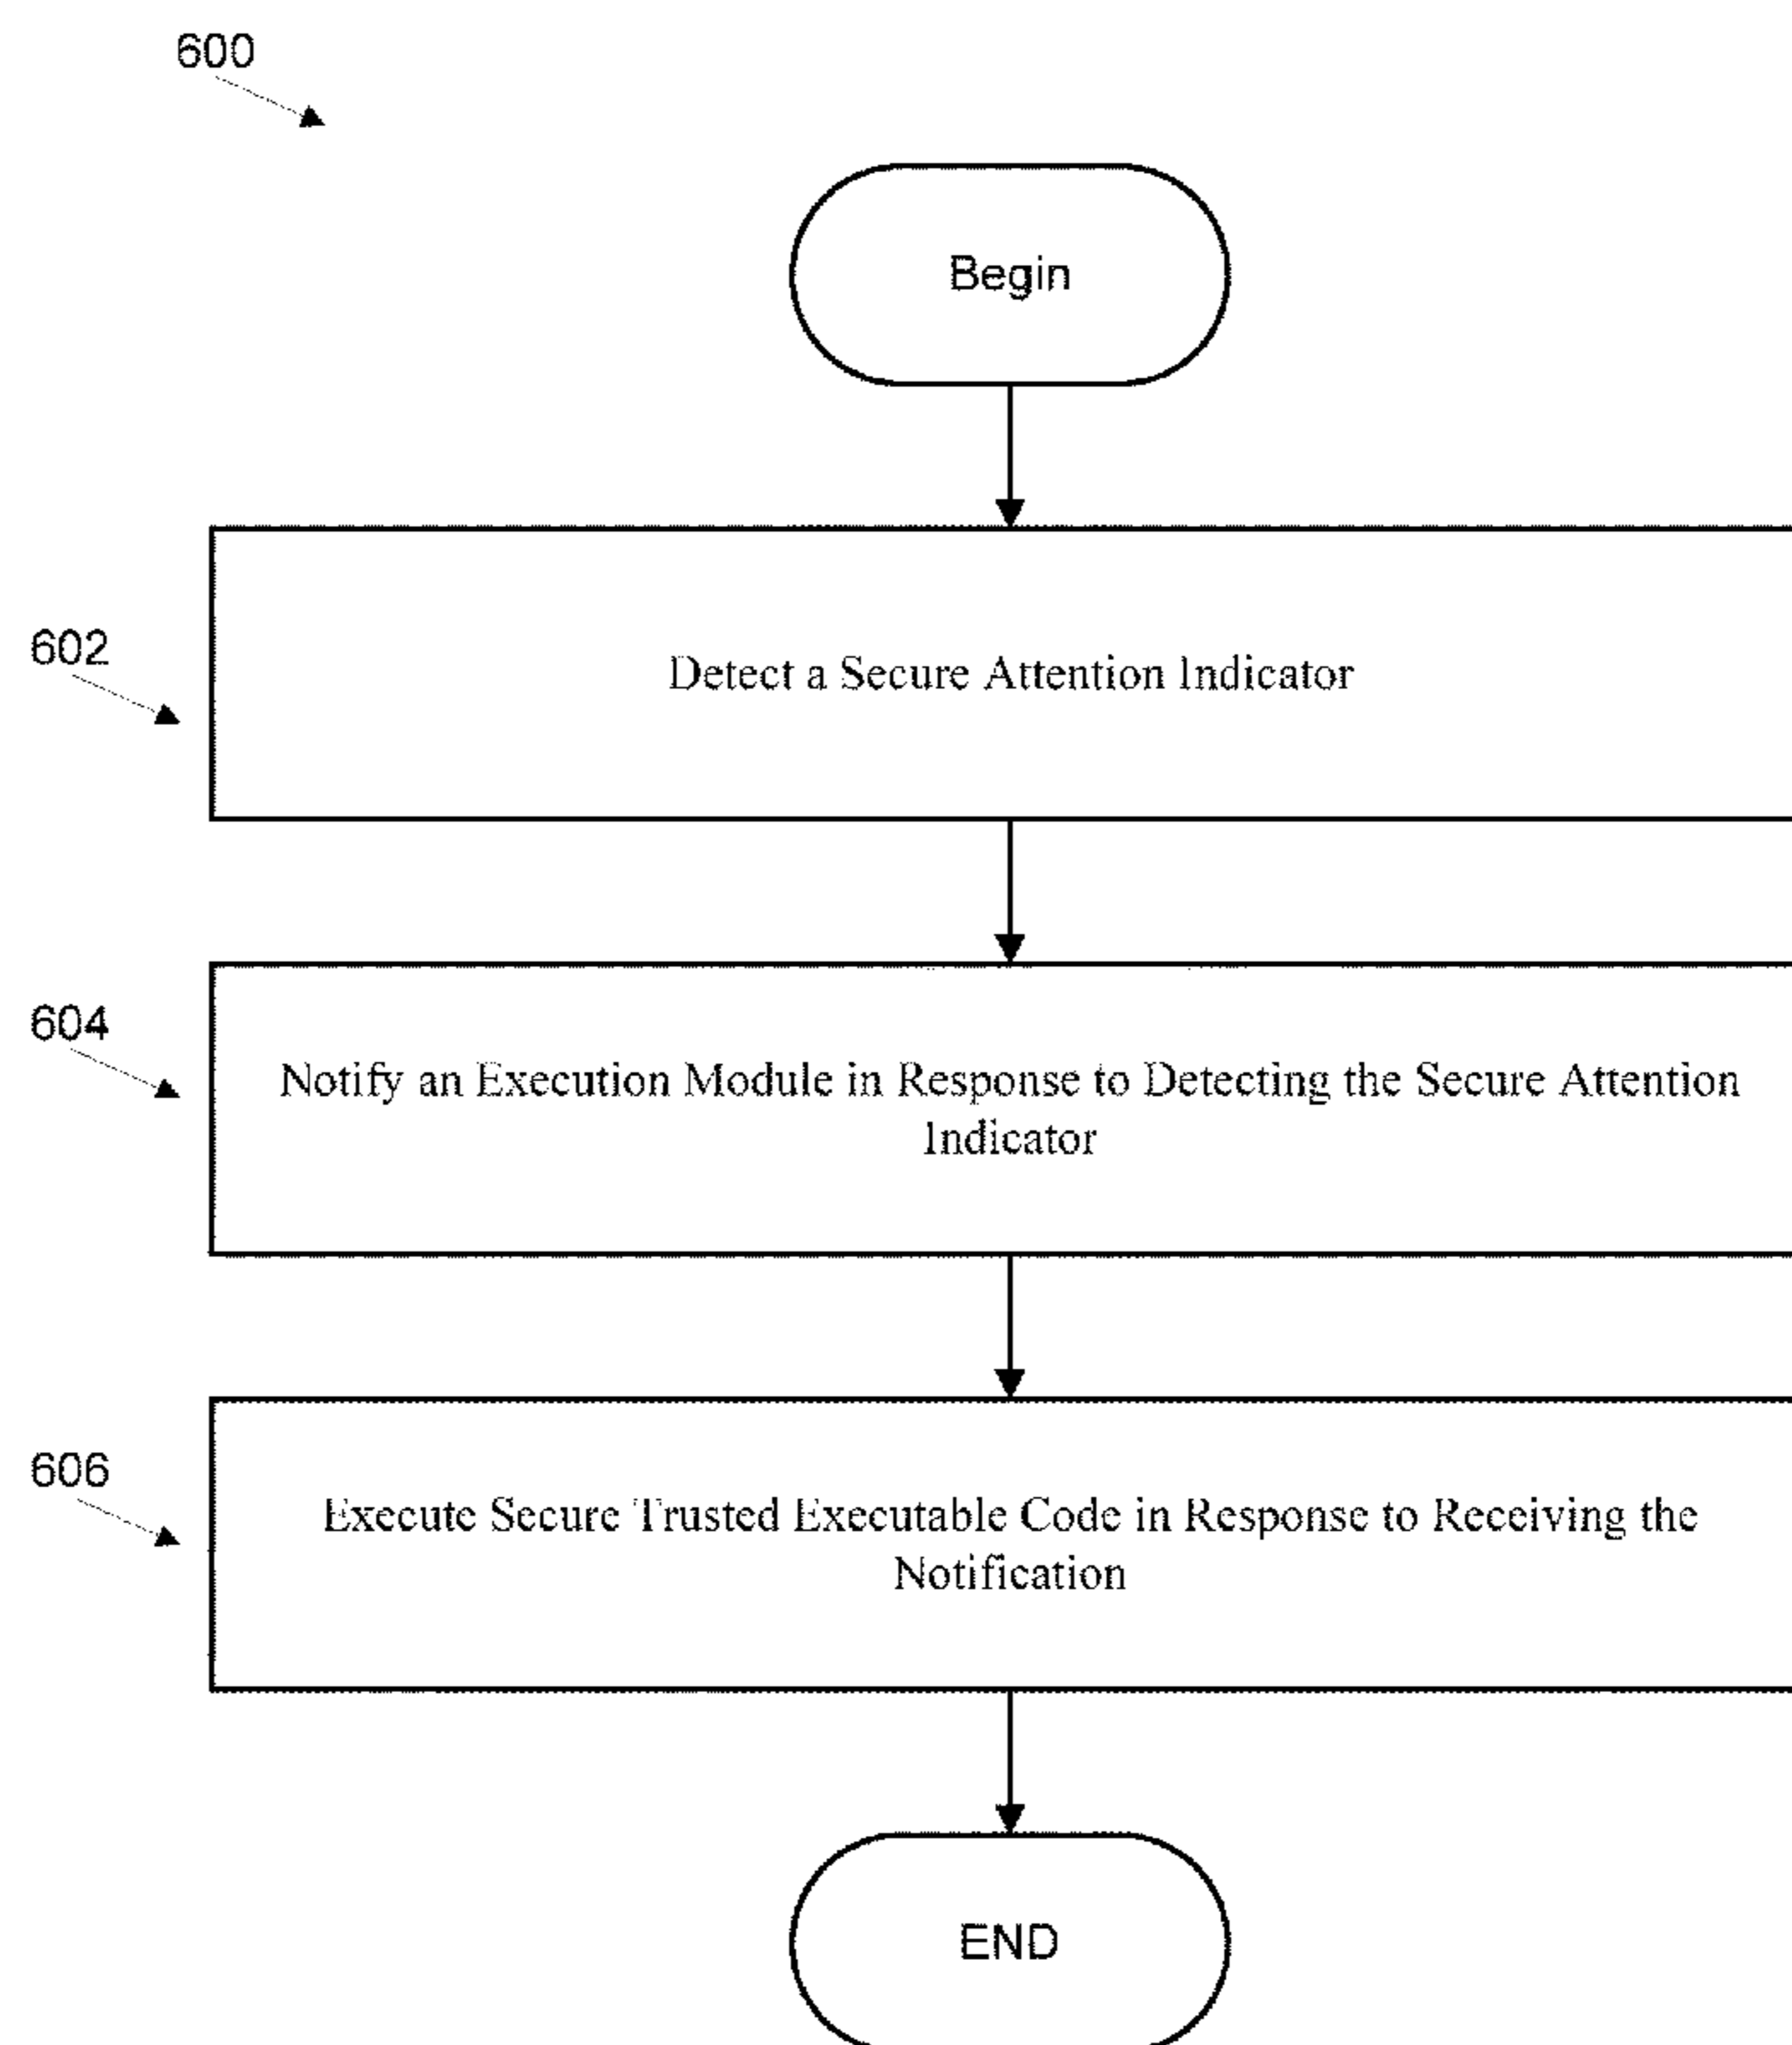 600
Begin
602
Detect a Secure Attention Indicator
604
Notify an Execution Module in Response to Detecting the Secure Attention
Indicator
606
Execute Secure Trusted Executable Code in Response to Receiving the
Notification
END